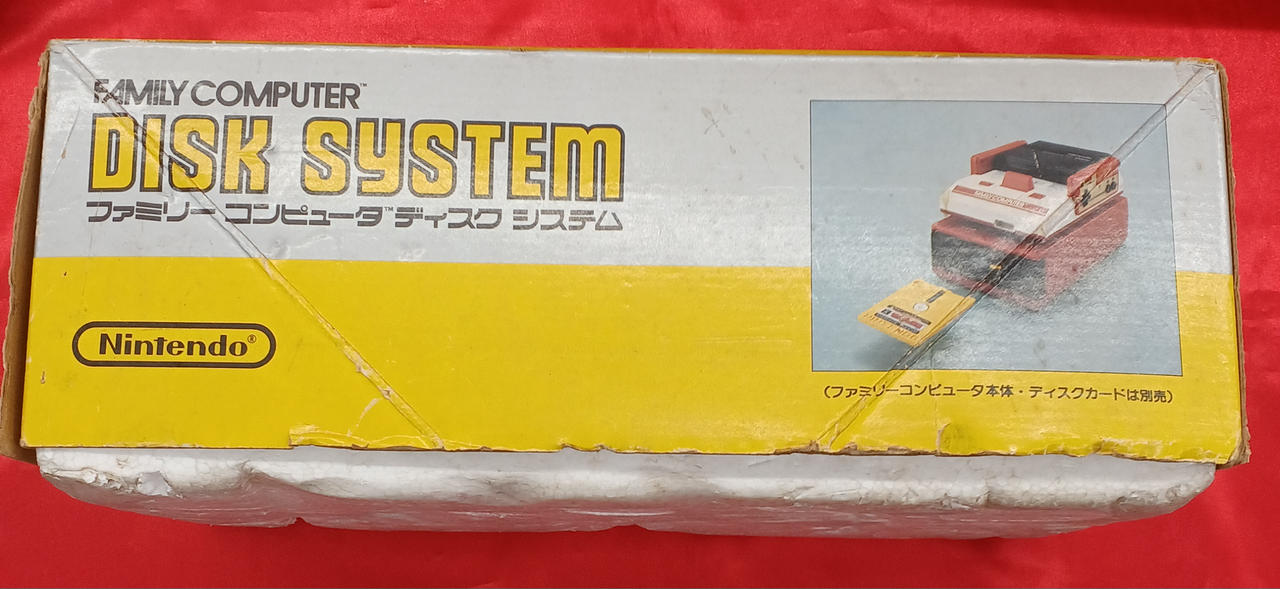 FAMILY COMPUTER™
DISK SYSTEM
ファミリー コンピュータ™ ディスク システム
Nintendo®
FAMILY COMPUTER
(ファミリーコンピュータ本体・ディスクカードは別売)